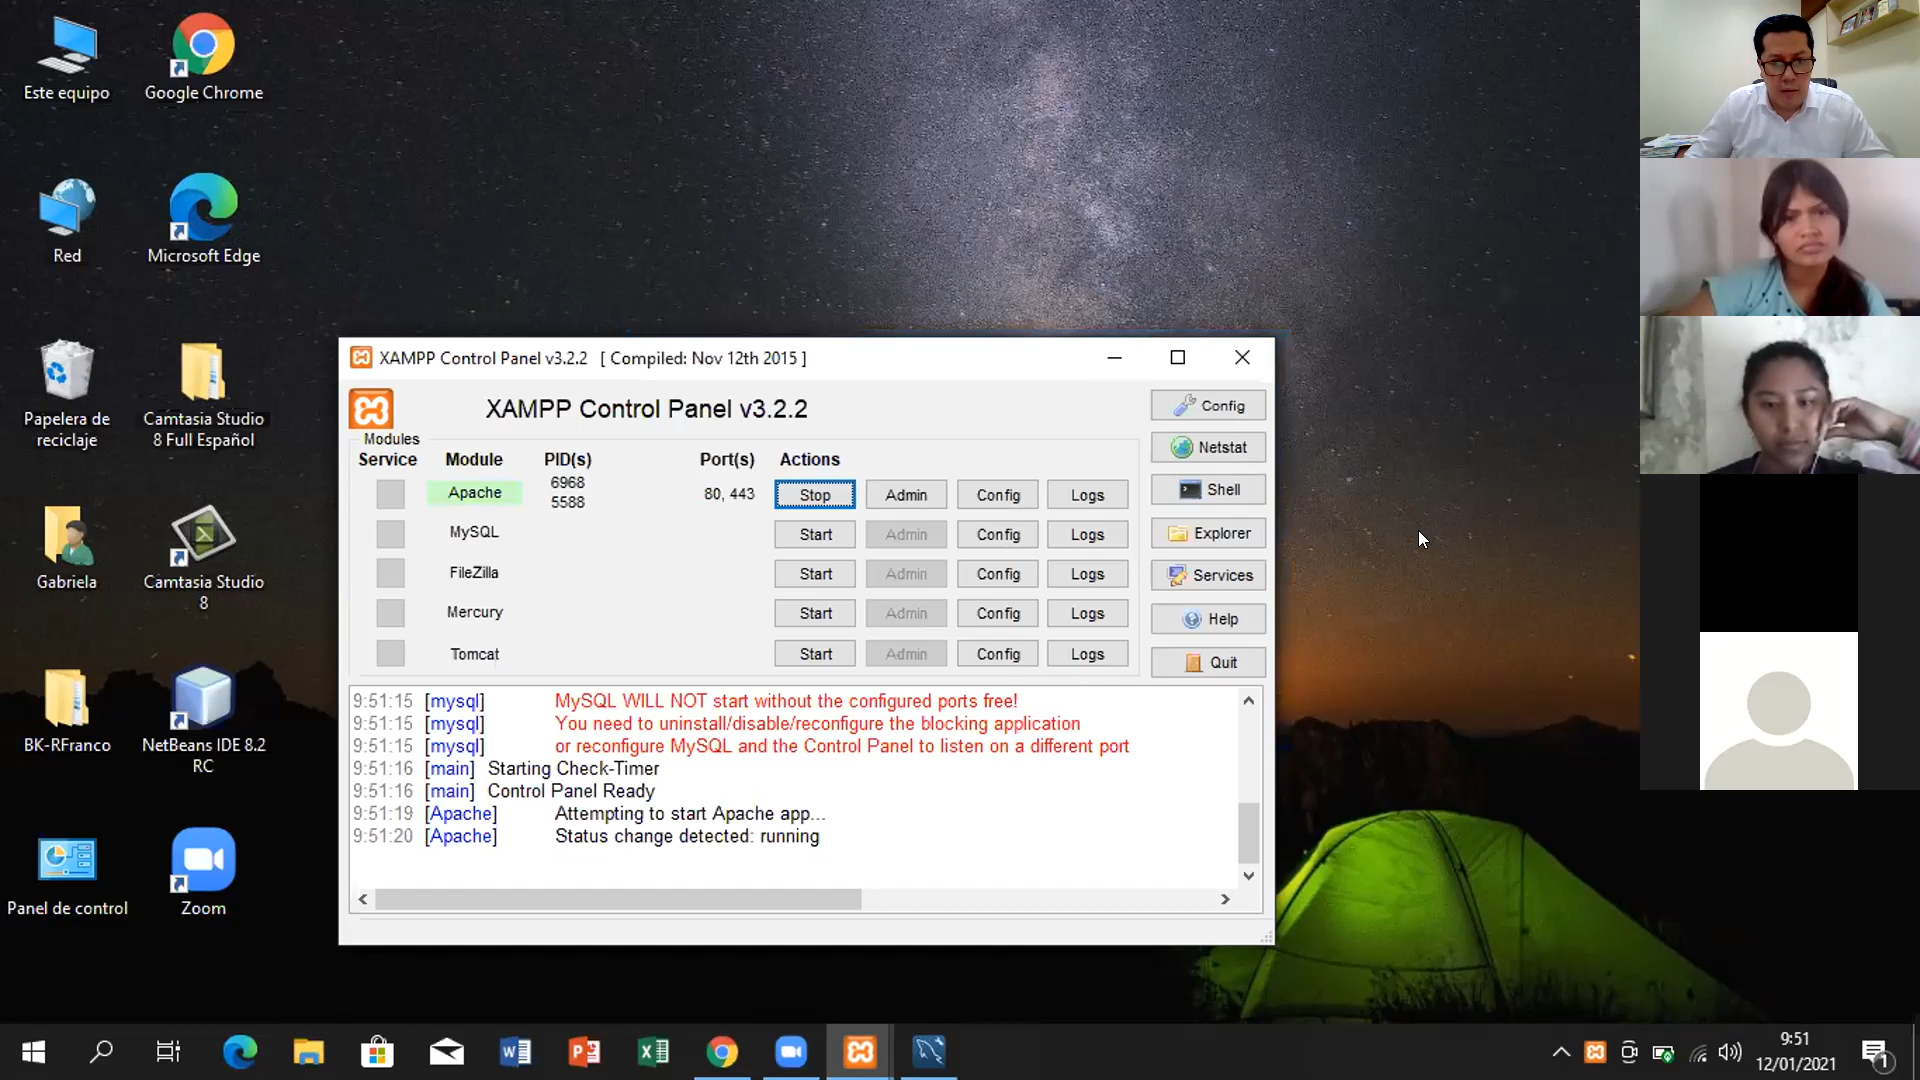 Este equipo
Google Chrome
Red
Microsoft Edge
Papelera de
reciclaje
Camtasia Studio
8 Full Español
Gabriela
Camtasia Studio
8
BK-RFranco
NetBeans IDE 8.2
RC
Panel de control
Zoom
XAMPP Control Panel v3.2.2 [ Compiled: Nov 12th 2015 ]
XAMPP Control Panel v3.2.2
Config
Modules
Netstat
Service Module PID(s) Port(s) Actions
Apache 6968 5588 80, 443 Stop Admin Config Logs
Shell
MySQL Start Admin Config Logs
Explorer
FileZilla Start Admin Config Logs
Services
Mercury Start Admin Config Logs
Help
Tomcat Start Admin Config Logs
Quit
9:51:15 [mysql] MySQL WILL NOT start without the configured ports free!
9:51:15 [mysql] You need to uninstall/disable/reconfigure the blocking application
9:51:15 [mysql] or reconfigure MySQL and the Control Panel to listen on a different port
9:51:16 [main] Starting Check-Timer
9:51:16 [main] Control Panel Ready
9:51:19 [Apache] Attempting to start Apache app...
9:51:20 [Apache] Status change detected: running
9:51
12/01/2021
1